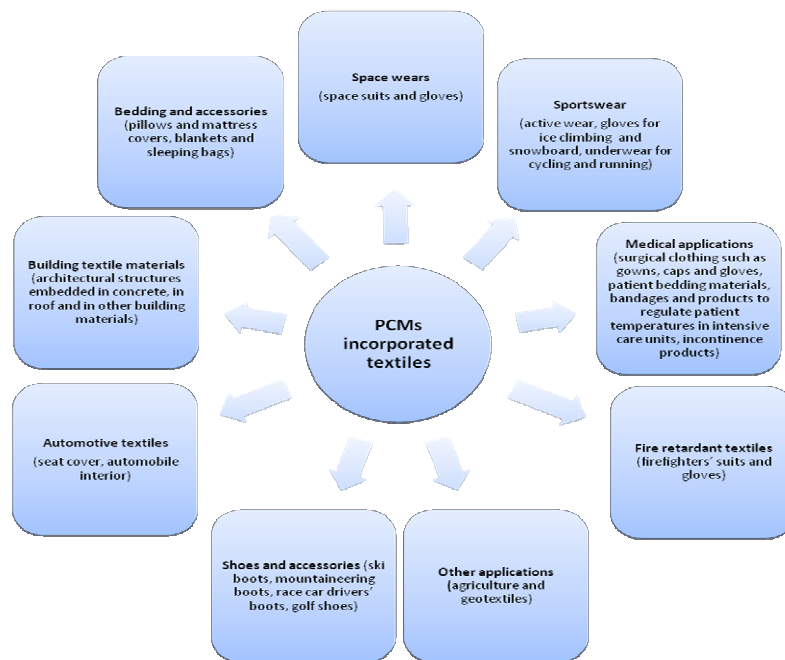 Space wears
(space suits and gloves)
Sportswear
(active wear, gloves for
ice climbing and
snowboard, underwear for
cycling and running)
Medical applications
(surgical clothing such as
gowns, caps and gloves,
patient bedding materials,
bandages and products to
regulate patient
temperatures in intensive
care units, incontinence
products)
Fire retardant textiles
(firefighters' suits and
gloves)
Other applications
(agriculture and
geotextiles)
Shoes and accessories (ski
boots, mountaineering
boots, race car drivers'
boots, golf shoes)
Automotive textiles
(seat cover, automobile
interior)
Building textile materials
(architectural structures
embedded in concrete, in
roof and in other building
materials)
Bedding and accessories
(pillows and mattress
covers, blankets and
sleeping bags)
PCMs
incorporated
textiles